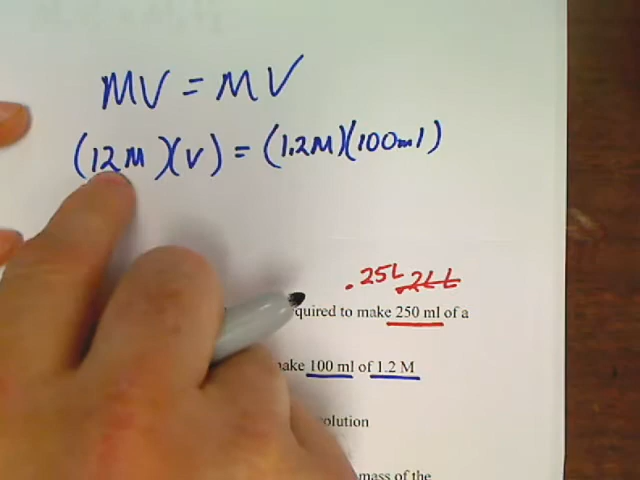 MV = MV
(12M)(V) = (1.2M)(100ml)
.25L
quired to make 250 ml of a
make 100 ml of 1.2 M
olution
mass of the